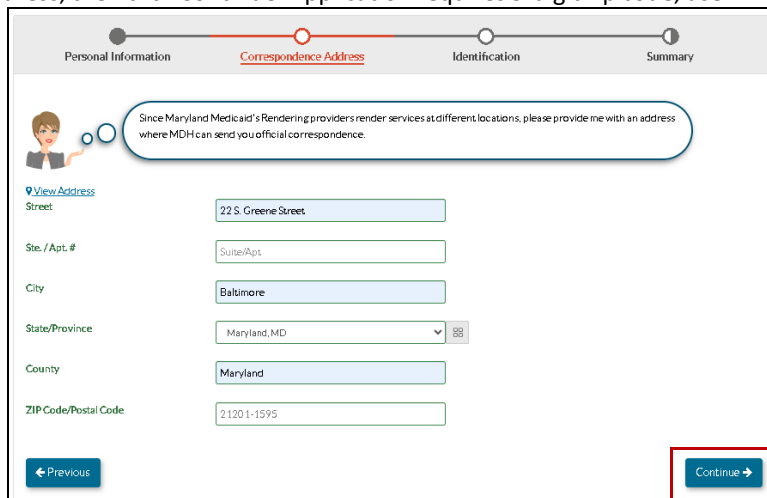 Personal Information
Correspondence Address
Identification
Summary
Since Maryland Medicaid's Rendering providers render services at different locations, please provide me with an address
where MDH can send you official correspondence.
View Address
Street
22 S. Greene Street
Ste. / Apt. #
Suite/Apt
City
Baltimore
State/Province
Maryland, MD
County
Maryland
ZIP Code/Postal Code
21201-1595
Previous
Continue